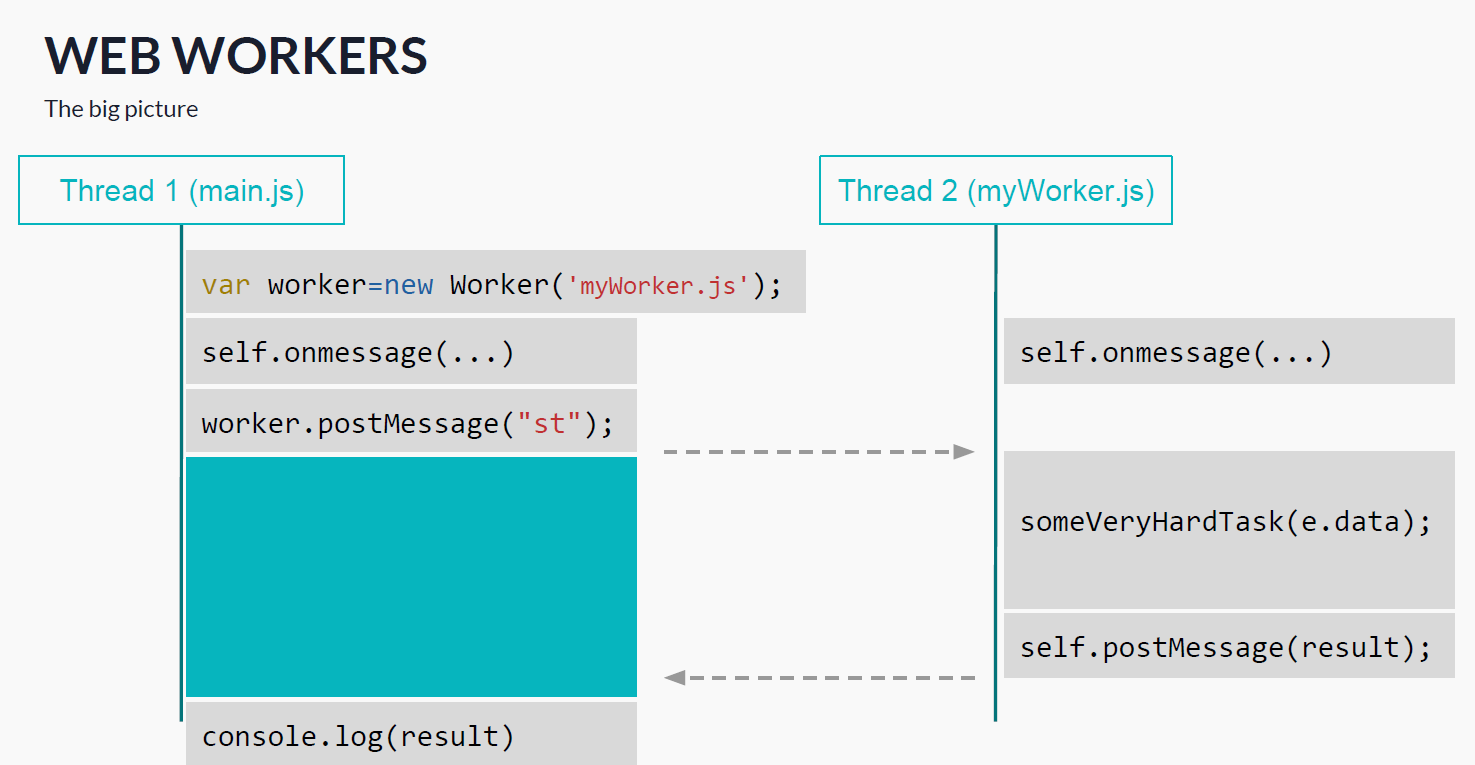 WEB WORKERS
The big picture
Thread 1 (main.js)
Thread 2 (myWorker.js)
var worker=new Worker('myWorker.js');
self.onmessage(...)
self.onmessage(...)
worker.postMessage("st");
someVeryHardTask(e.data);
self.postMessage(result);
console.log(result)